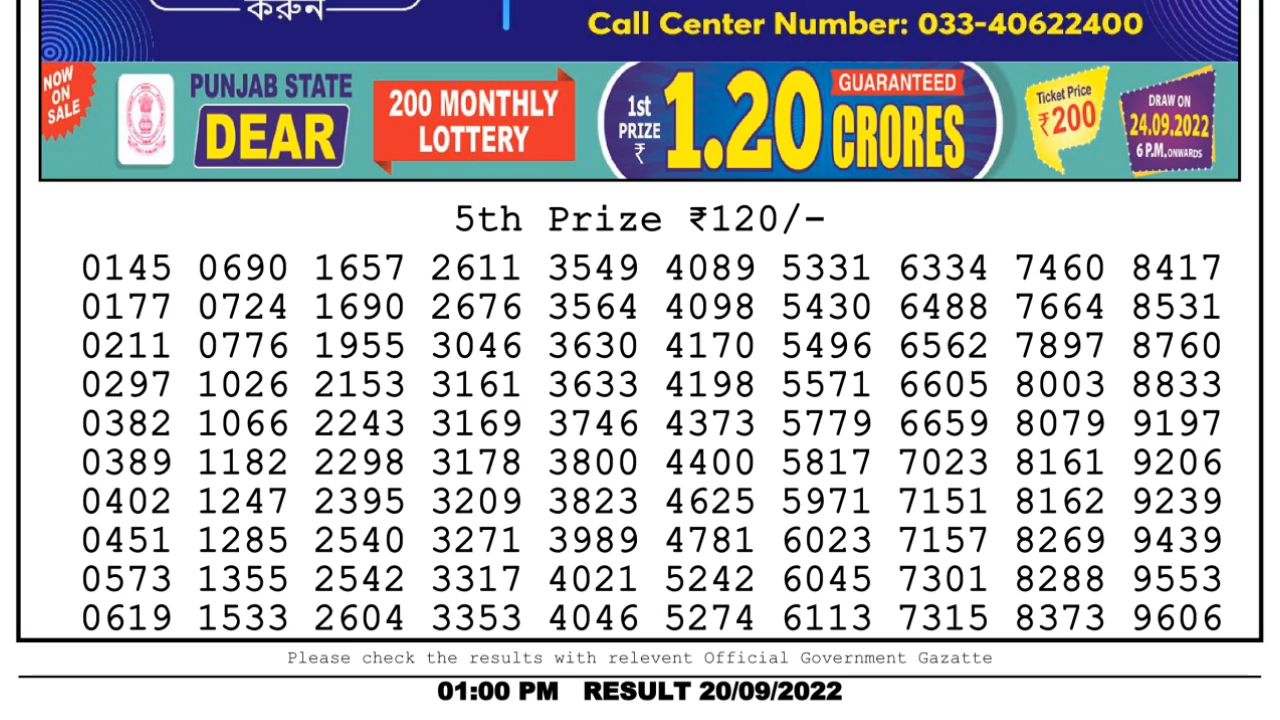 করুন
Call Center Number: 033-40622400
NOW
ON
SALE
PUNJAB STATE
DEAR
200 MONTHLY
LOTTERY
1st
PRIZE
₹
1.20
GUARANTEED
CRORES
Ticket Price
₹200
DRAW ON
24.09.2022
6 P.M. ONWARDS
5th Prize ₹120/-
0145 0690 1657 2611 3549 4089 5331 6334 7460 8417
0177 0724 1690 2676 3564 4098 5430 6488 7664 8531
0211 0776 1955 3046 3630 4170 5496 6562 7897 8760
0297 1026 2153 3161 3633 4198 5571 6605 8003 8833
0382 1066 2243 3169 3746 4373 5779 6659 8079 9197
0389 1182 2298 3178 3800 4400 5817 7023 8161 9206
0402 1247 2395 3209 3823 4625 5971 7151 8162 9239
0451 1285 2540 3271 3989 4781 6023 7157 8269 9439
0573 1355 2542 3317 4021 5242 6045 7301 8288 9553
0619 1533 2604 3353 4046 5274 6113 7315 8373 9606
Please check the results with relevent Official Government Gazatte
01:00 PM RESULT 20/09/2022